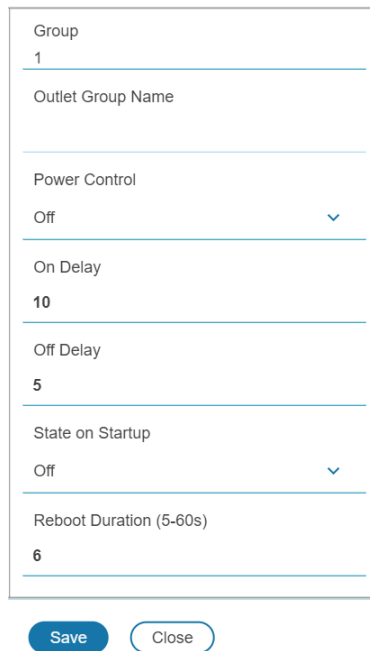 Group
1
Outlet Group Name
Power Control
Off
On Delay
10
Off Delay
5
State on Startup
Off
Reboot Duration (5-60s)
6
Save Close